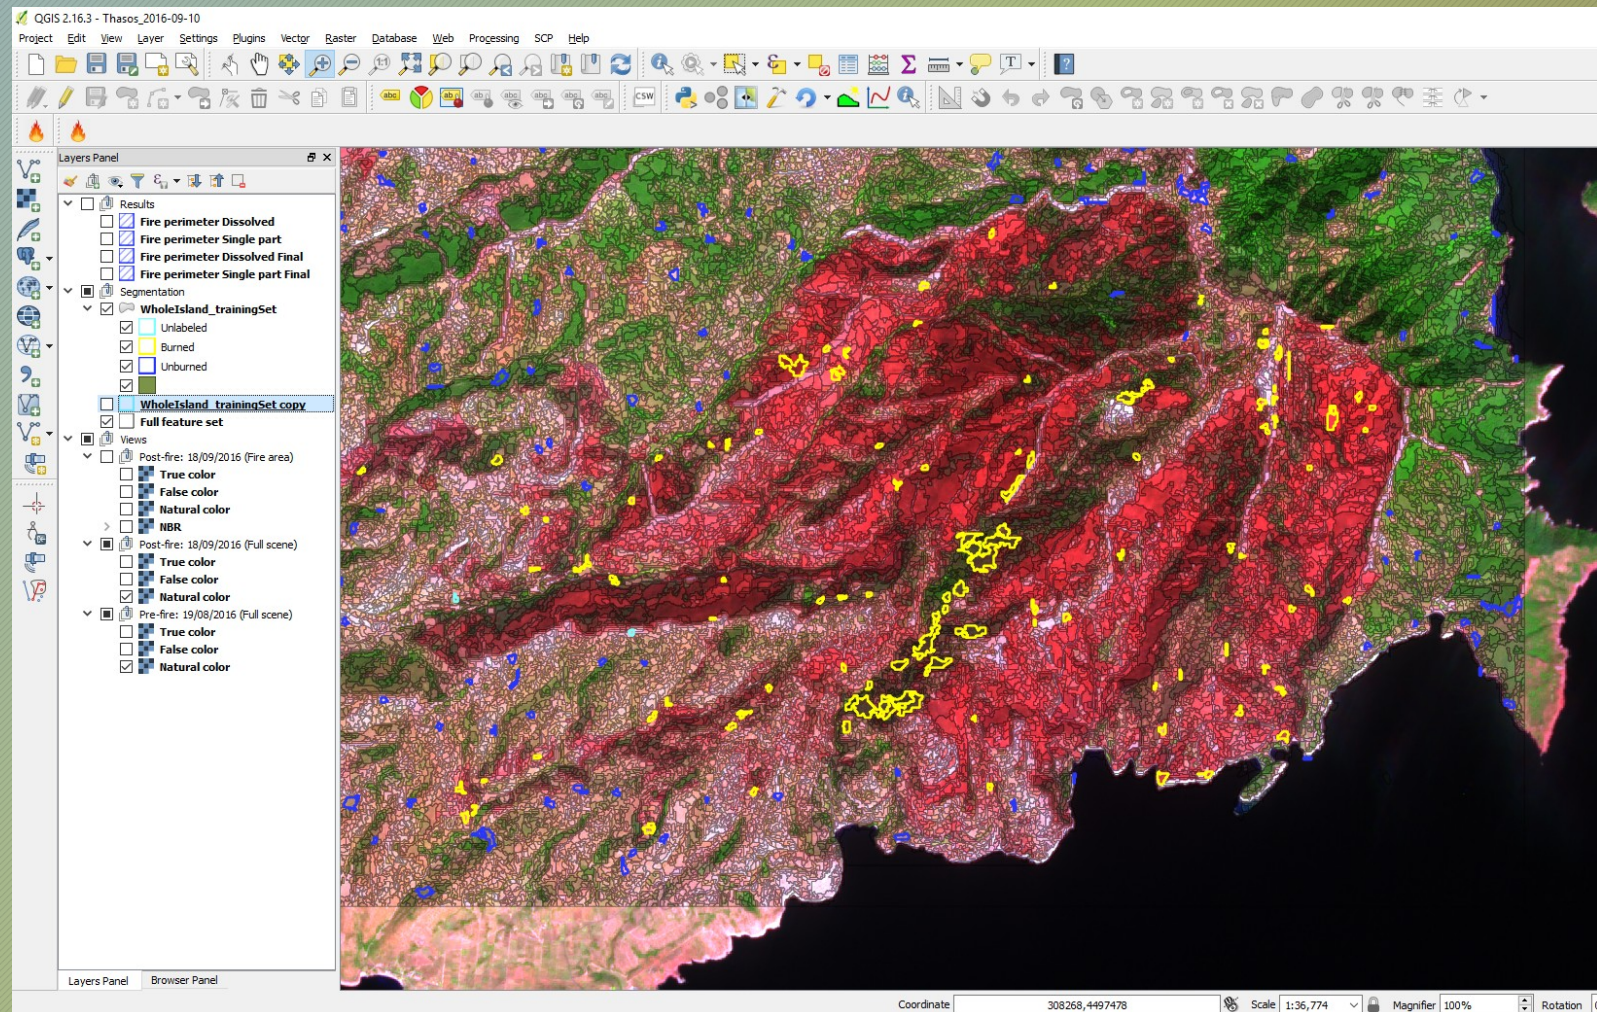 QGIS 2.16.3 - Thasos_2016-09-10
Project Edit View Layer Settings Plugins Vector Raster Database Web Processing SCP Help
Layers Panel
Results
Fire perimeter Dissolved
Fire perimeter Single part
Fire perimeter Dissolved Final
Fire perimeter Single part Final
Segmentation
WholeIsland_trainingSet
Unlabeled
Burned
Unburned
WholeIsland_trainingSet copy
Full feature set
Views
Post-fire: 18/09/2016 (Fire area)
True color
False color
Natural color
NBR
Post-fire: 18/09/2016 (Full scene)
True color
False color
Natural color
Pre-fire: 19/08/2016 (Full scene)
True color
False color
Natural color
Layers Panel Browser Panel
Coordinate 308268,4497478 Scale 1:36,774 Magnifier 100% Rotation